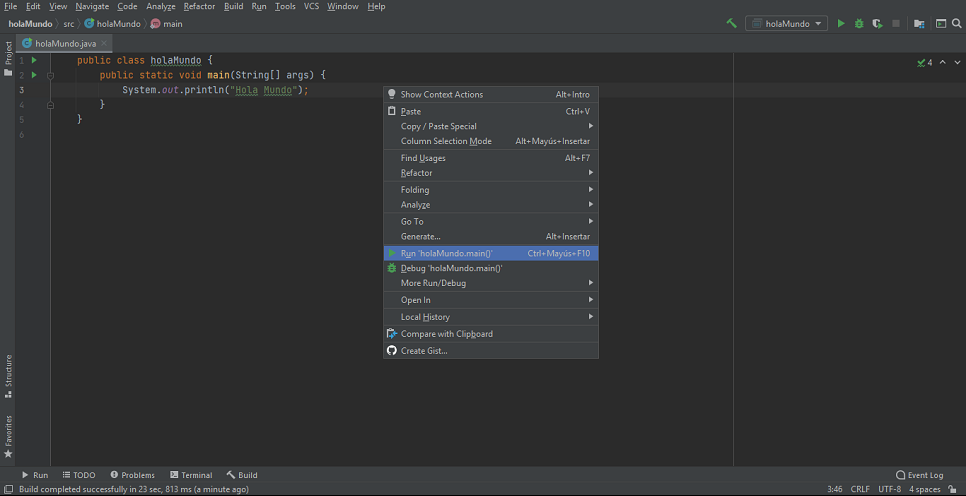 File Edit View Navigate Code Analyze Refactor Build Run Tools VCS Window Help
holaMundo src holaMundo main holaMundo
Project
holaMundo.java
1 public class holaMundo { 4
2 public static void main(String[] args) {
3 System.out.println("Hola Mundo");
4 }
5 }
6
Show Context Actions Alt+Intro
Paste Ctrl+V
Copy / Paste Special
Column Selection Mode Alt+Mayús+Insertar
Find Usages Alt+F7
Refactor
Folding
Analyze
Go To
Generate... Alt+Insertar
Run 'holaMundo.main()' Ctrl+Mayús+F10
Debug 'holaMundo.main()'
More Run/Debug
Open In
Local History
Compare with Clipboard
Create Gist...
Structure
Favorites
Run TODO Problems Terminal Build Event Log
Build completed successfully in 23 sec, 813 ms (a minute ago) 3:46 CRLF UTF-8 4 spaces